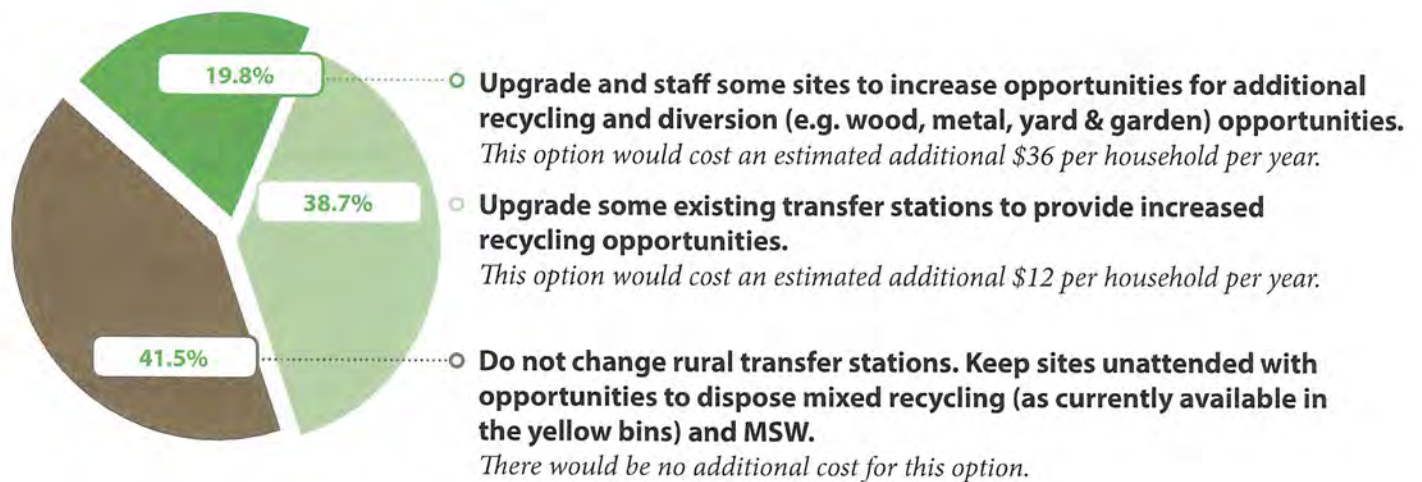 19.8%
Upgrade and staff some sites to increase opportunities for additional
recycling and diversion (e.g. wood, metal, yard & garden) opportunities.
This option would cost an estimated additional $36 per household per year.
38.7%
Upgrade some existing transfer stations to provide increased
recycling opportunities.
This option would cost an estimated additional $12 per household per year.
41.5%
Do not change rural transfer stations. Keep sites unattended with
opportunities to dispose mixed recycling (as currently available in
the yellow bins) and MSW.
There would be no additional cost for this option.